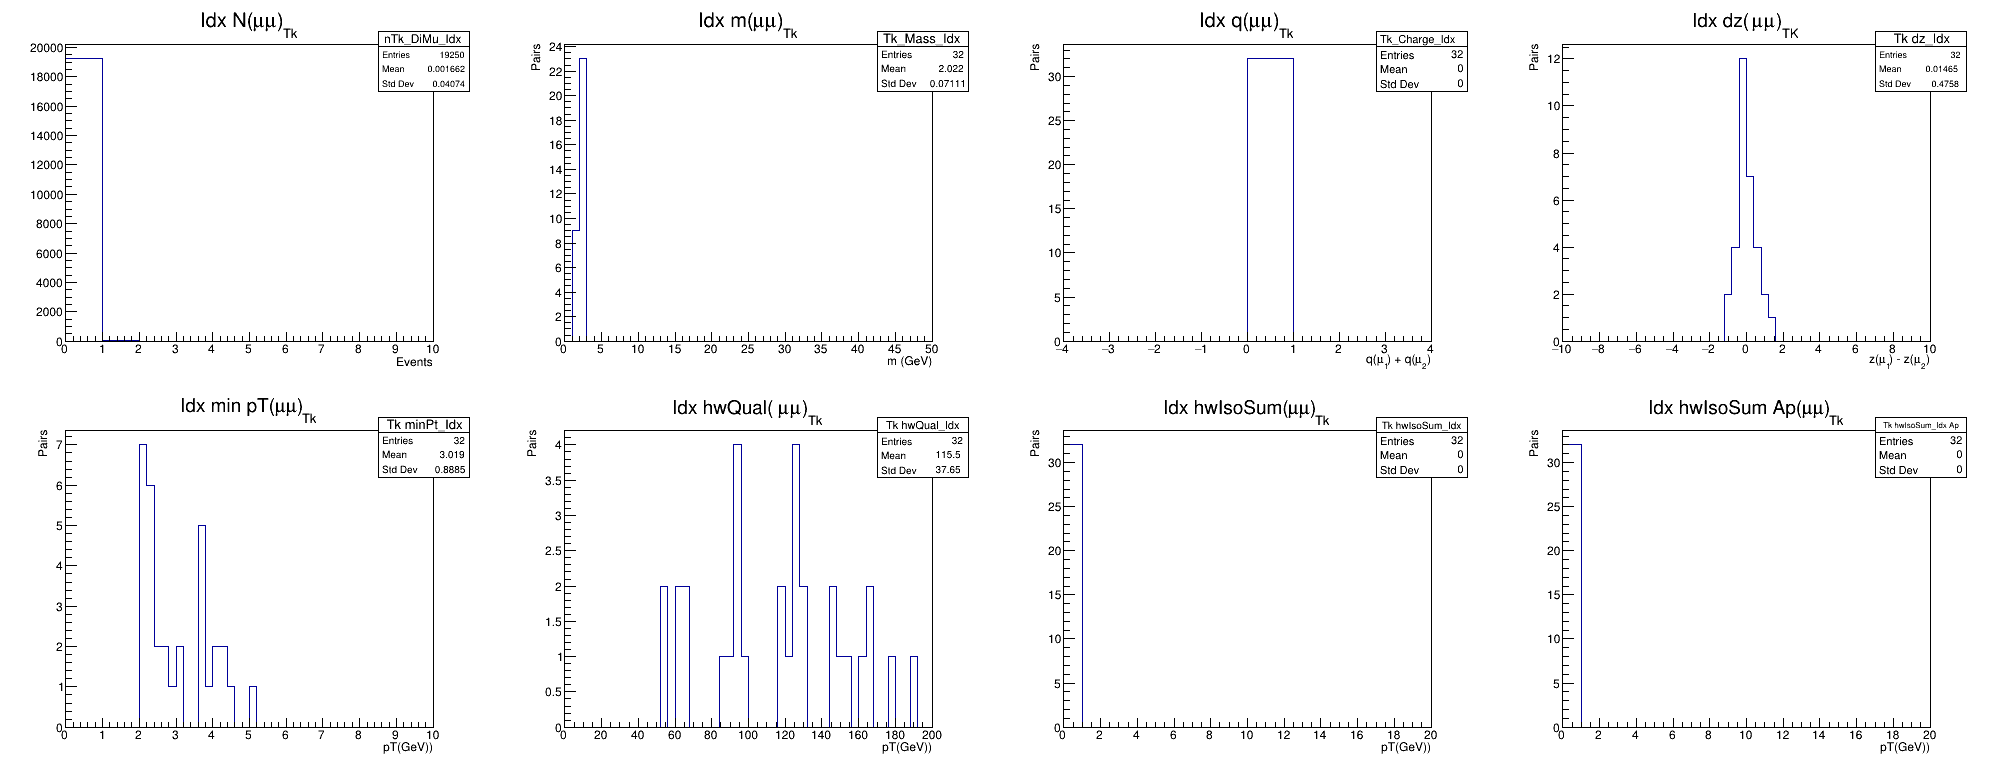 Idx N(μμ)Tk
nTk_DiMu_Idx
Entries 19250
Mean 0.001662
Std Dev 0.04074
20000
18000
16000
14000
12000
10000
8000
6000
4000
2000
0
0 1 2 3 4 5 6 7 8 9 10
Events
Idx m(μμ)Tk
Tk_Mass_Idx
Entries 32
Mean 2.022
Std Dev 0.07111
Pairs
24
22
20
18
16
14
12
10
8
6
4
2
0
0 5 10 15 20 25 30 35 40 45 50
m (GeV)
Idx q(μμ)Tk
Tk_Charge_Idx
Entries 32
Mean 0
Std Dev 0
Pairs
30
25
20
15
10
5
0
−4 −3 −2 −1 0 1 2 3 4
q(μ1) + q(μ2)
Idx dz( μμ)TK
Tk dz_Idx
Entries 32
Mean 0.01465
Std Dev 0.4758
Pairs
12
10
8
6
4
2
0
−10 −8 −6 −4 −2 0 2 4 6 8 10
z(μ1) - z(μ2)
Idx min pT(μμ)Tk
Tk minPt_Idx
Entries 32
Mean 3.019
Std Dev 0.8885
Pairs
7
6
5
4
3
2
1
0
0 1 2 3 4 5 6 7 8 9 10
pT(GeV))
Idx hwQual( μμ)Tk
Tk hwQual_Idx
Entries 32
Mean 115.5
Std Dev 37.65
Pairs
4
3.5
3
2.5
2
1.5
1
0.5
0
0 20 40 60 80 100 120 140 160 180 200
pT(GeV))
Idx hwIsoSum(μμ)Tk
Tk hwIsoSum_Idx
Entries 32
Mean 0
Std Dev 0
Pairs
30
25
20
15
10
5
0
0 2 4 6 8 10 12 14 16 18 20
pT(GeV))
Idx hwIsoSum Ap(μμ)Tk
Tk hwIsoSum_Idx Ap
Entries 32
Mean 0
Std Dev 0
Pairs
30
25
20
15
10
5
0
0 2 4 6 8 10 12 14 16 18 20
pT(GeV))